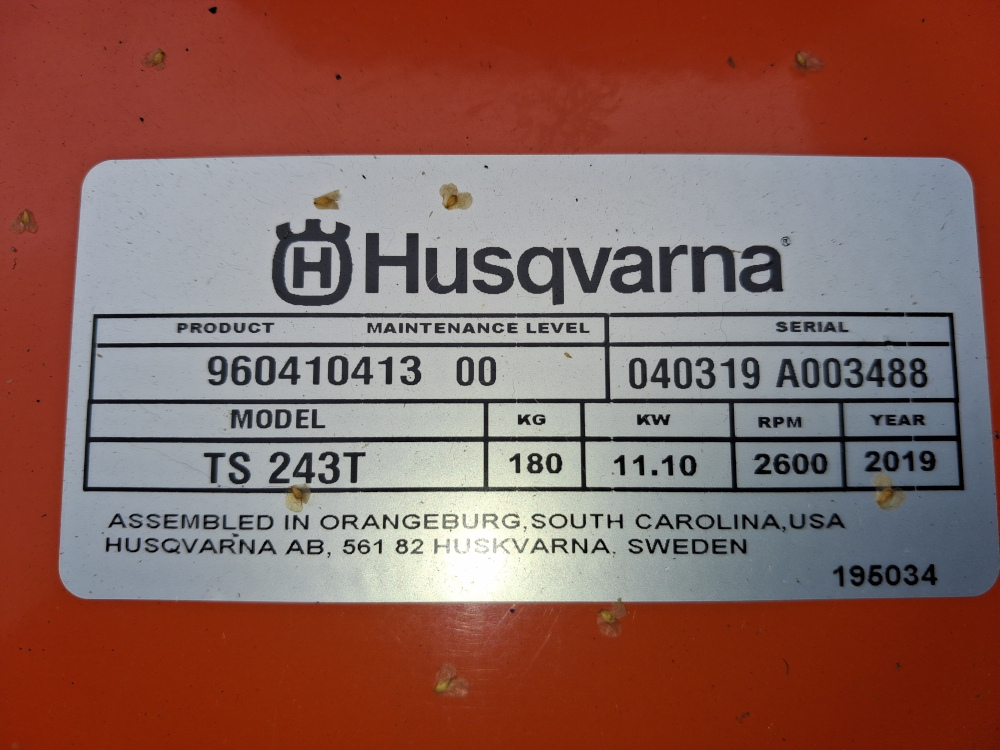 H Husqvarna®
PRODUCT MAINTENANCE LEVEL SERIAL
960410413 00 040319 A003488
MODEL KG KW RPM YEAR
TS 243T 180 11.10 2600 2019
ASSEMBLED IN ORANGEBURG,SOUTH CAROLINA,USA
HUSQVARNA AB, 561 82 HUSKVARNA, SWEDEN
195034